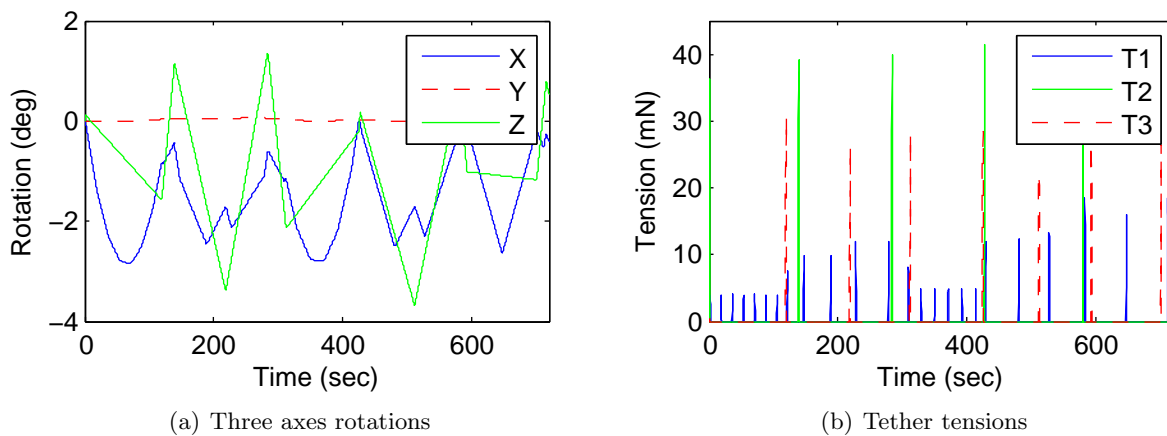 2
0
−2
−4
Rotation (deg)
0 200 400 600
Time (sec)
X
Y
Z
(a) Three axes rotations
40
30
20
10
0
Tension (mN)
0 200 400 600
Time (sec)
T1
T2
T3
(b) Tether tensions